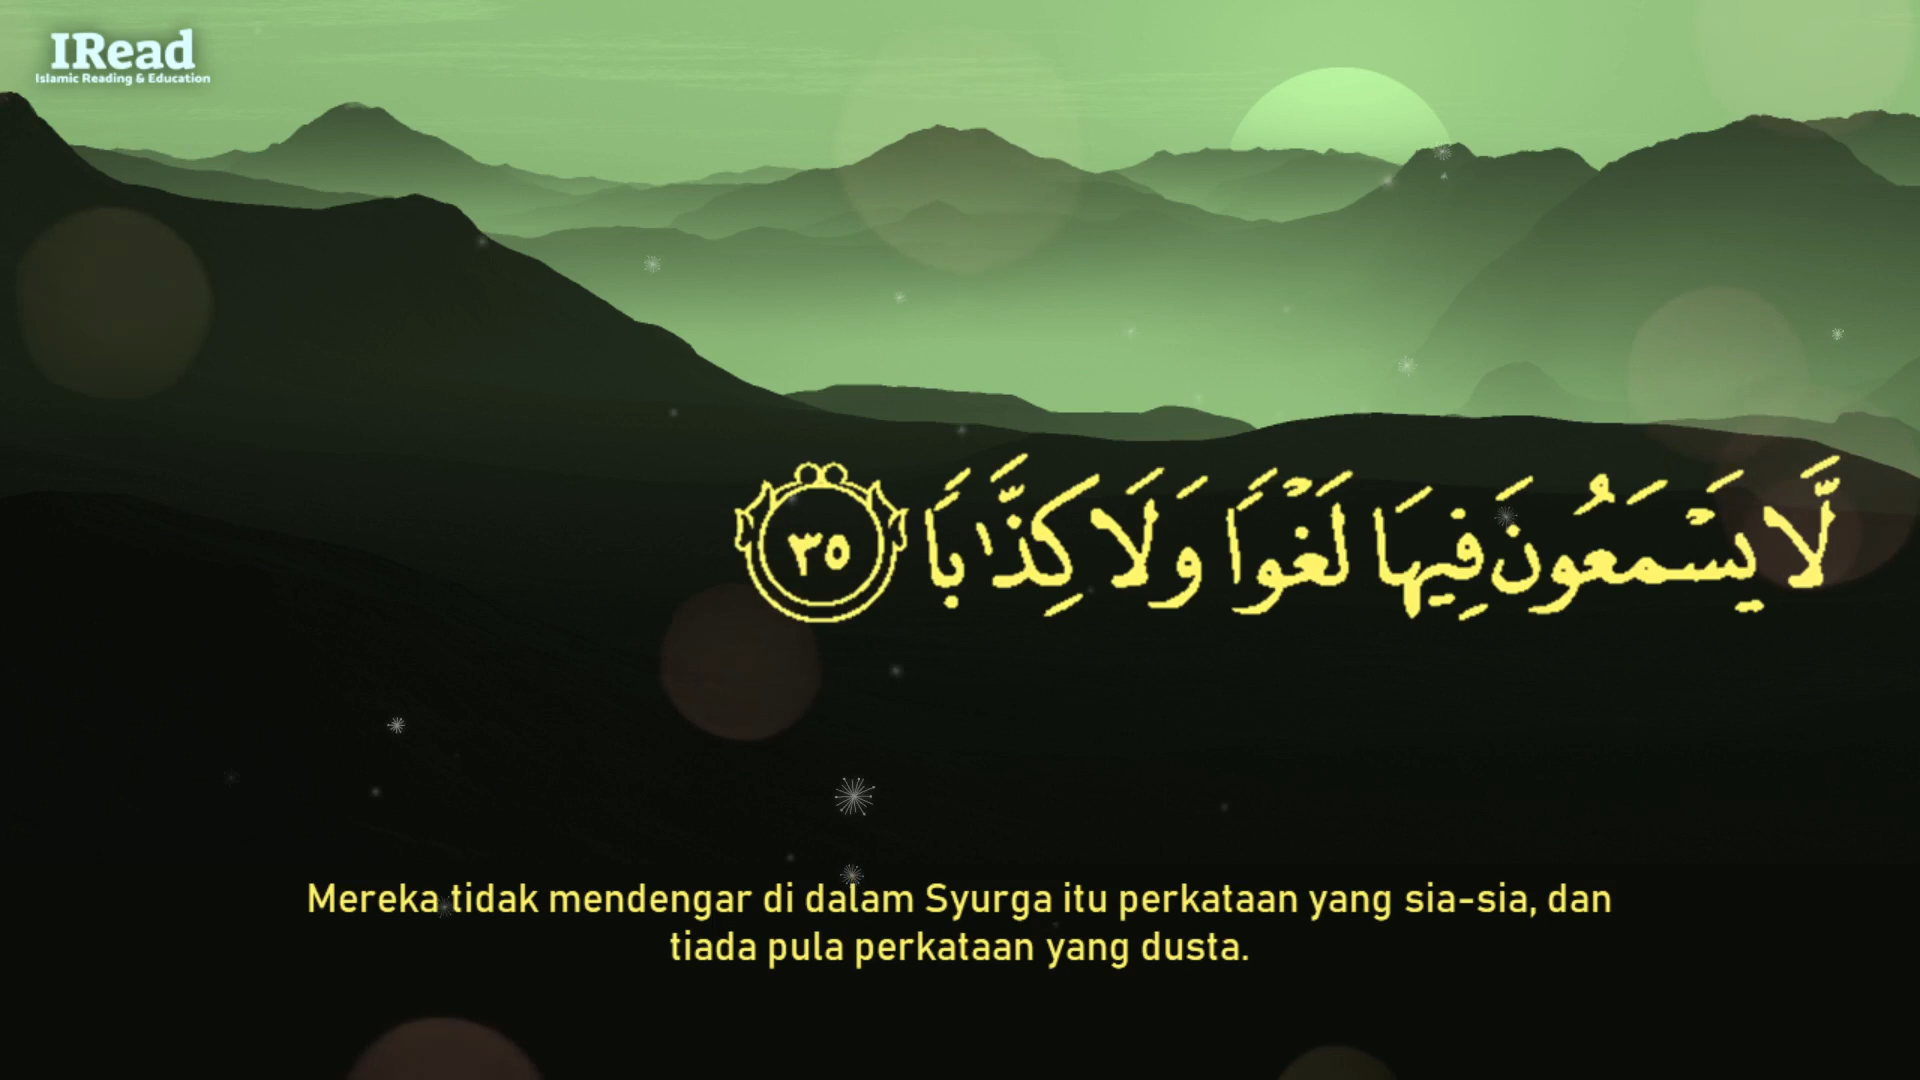 IRead
Islamic Reading & Education
لَّا يَسْمَعُونَ فِيهَا لَغْوًا وَلَا كِذَّٰبًا ٣٥
Mereka tidak mendengar di dalam Syurga itu perkataan yang sia-sia, dan
tiada pula perkataan yang dusta.